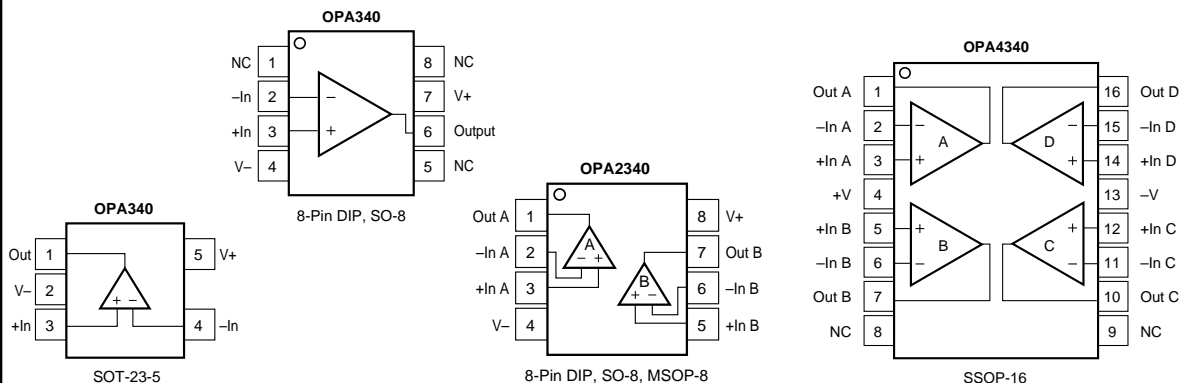 OPA340
NC 1 8 NC
–In 2 – 7 V+
+In 3 + 6 Output
V– 4 5 NC
8-Pin DIP, SO-8
OPA340
Out 1 5 V+
V– 2
+ –
+In 3 4 –In
SOT-23-5
OPA2340
Out A 1 8 V+
A
–In A 2 – + 7 Out B
B
+In A 3 + – 6 –In B
V– 4 5 +In B
8-Pin DIP, SO-8, MSOP-8
OPA4340
Out A 1 16 Out D
–In A 2 – – 15 –In D
A D
+In A 3 + + 14 +In D
+V 4 13 –V
+In B 5 + + 12 +In C
B C
–In B 6 – – 11 –In C
Out B 7 10 Out C
NC 8 9 NC
SSOP-16